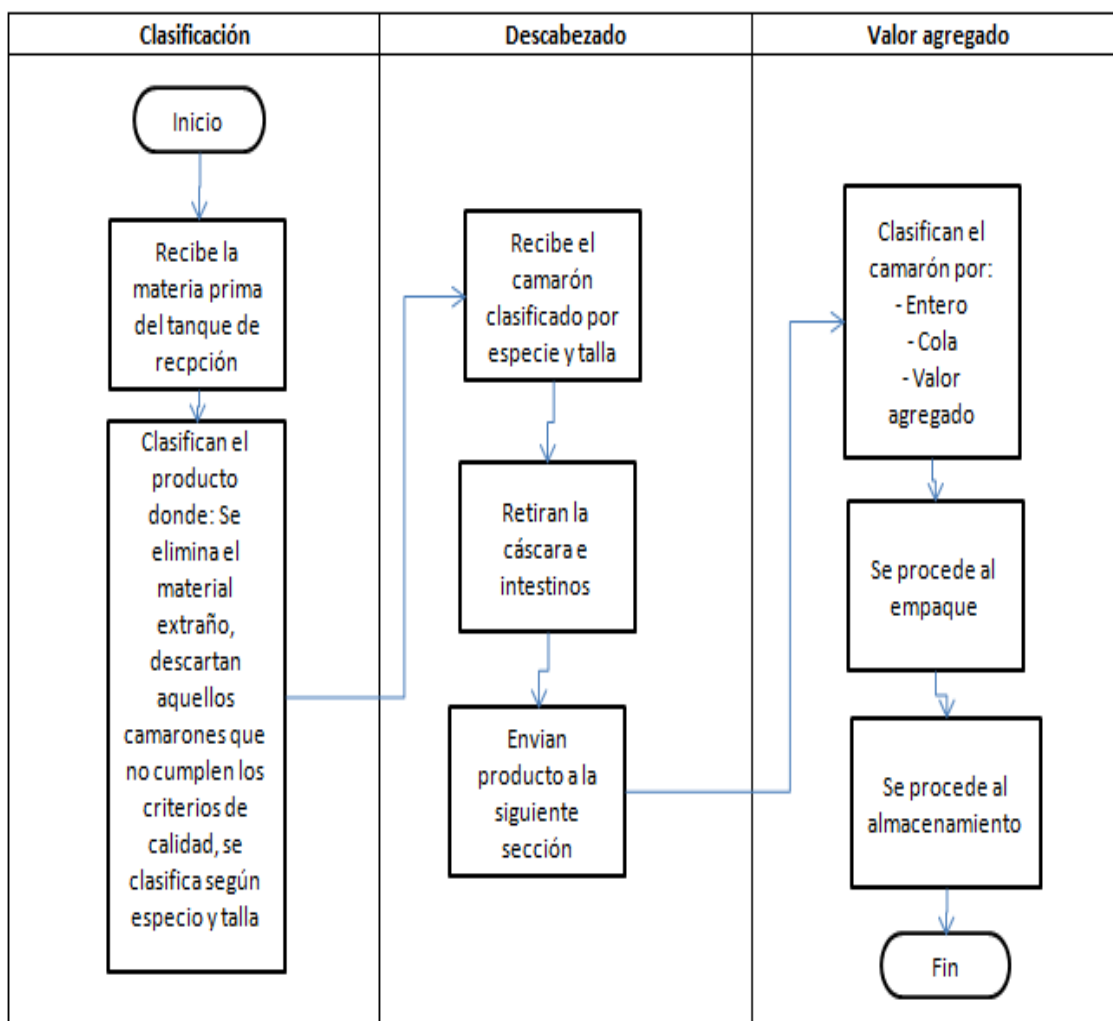 Clasificación
Descabezado
Valor agregado
Inicio
Recibe la
materia prima
del tanque de
recpción
Clasifican el
producto
donde: Se
elimina el
material
extraño,
descartan
aquellos
camarones que
no cumplen los
criterios de
calidad, se
clasifica según
especio y talla
Recibe el
camarón
clasificado por
especie y talla
Retiran la
cáscara e
intestinos
Envian
producto a la
siguiente
sección
Clasifican el
camarón por:
- Entero
- Cola
- Valor
agregado
Se procede al
empaque
Se procede al
almacenamiento
Fin